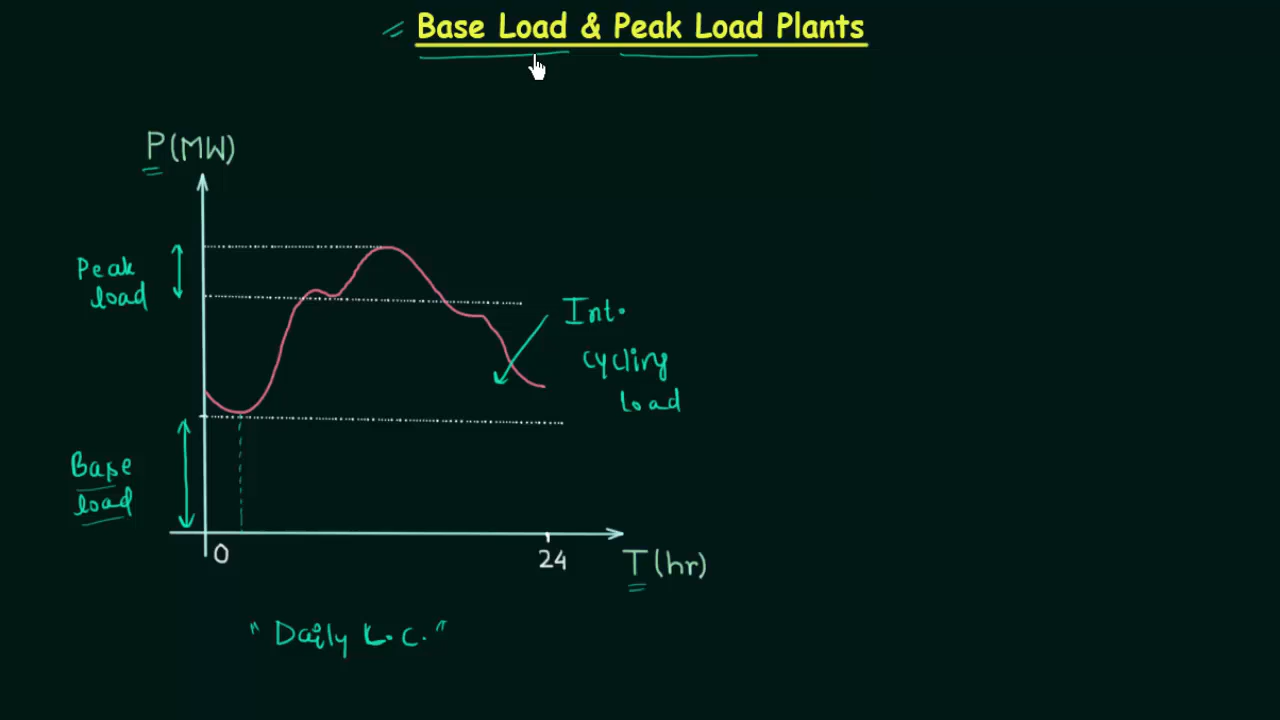 Base Load & Peak Load Plants
P(MW)
Peak
load
Int.
cycling
load
Base
load
0
24
T(hr)
"Daily L.C."